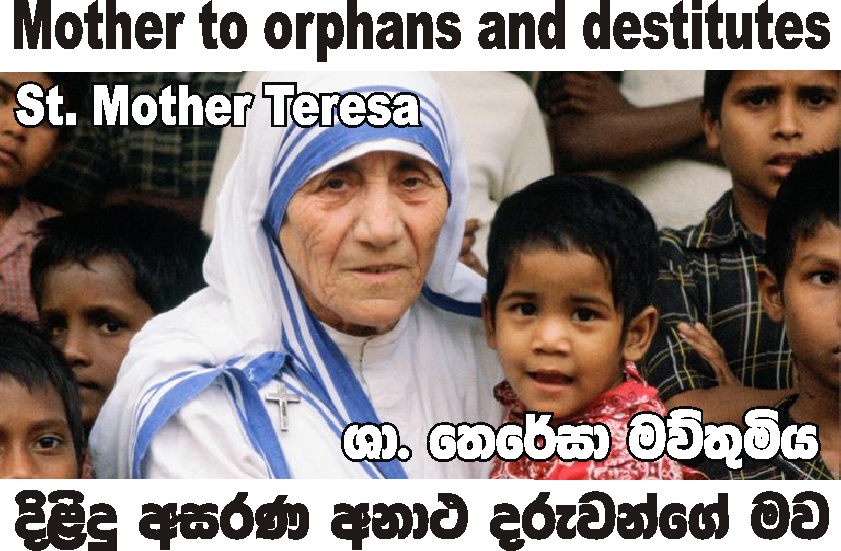 Mother to orphans and destitutes
St. Mother Teresa
ශා. තෙරේසා මව්තුමිය
දිළිදු අසරණ අනාථ දරුවන්ගේ මව